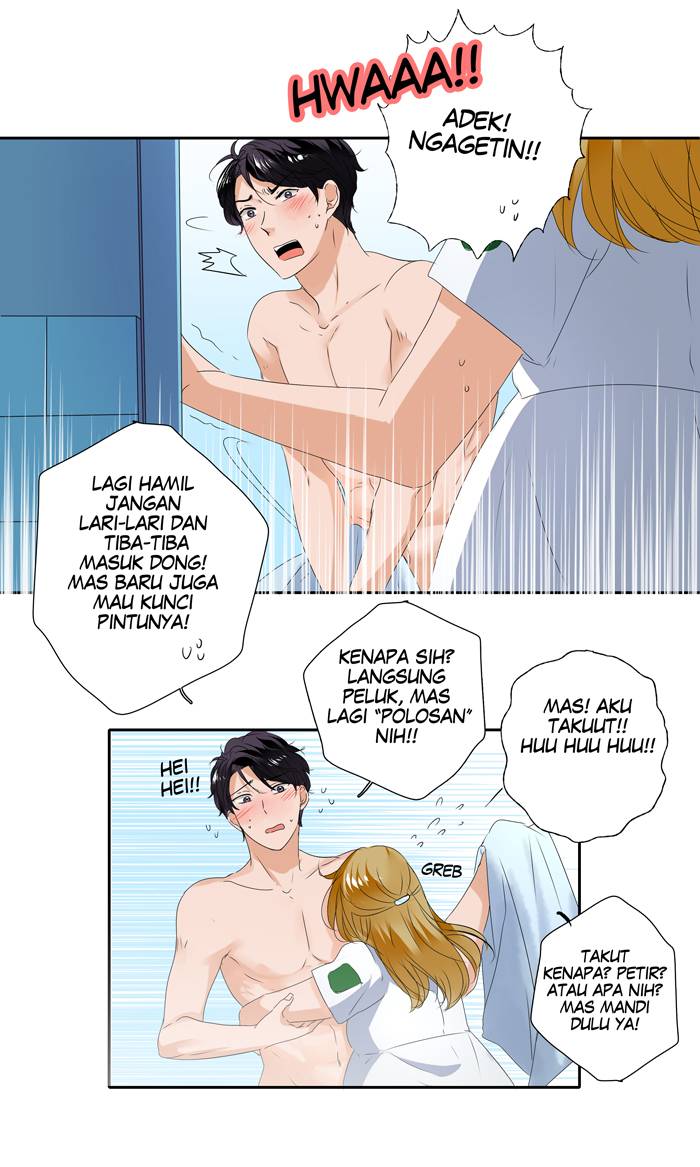 HWAAA!!
ADEK!
NGAGETIN!!
LAGI HAMIL
JANGAN
LARI-LARI DAN
TIBA-TIBA
MASUK DONG!
MAS BARU JUGA
MAU KUNCI
PINTUNYA!
MAS! AKU
TAKUUT!!
HUU HUU HUU!!
KENAPA SIH?
LANGSUNG
PELUK, MAS
LAGI "POLOSAN"
NIH!!
HEI
HEI!!
GREB
TAKUT
KENAPA? PETIR?
ATAU APA NIH?
MAS MANDI
DULU YA!